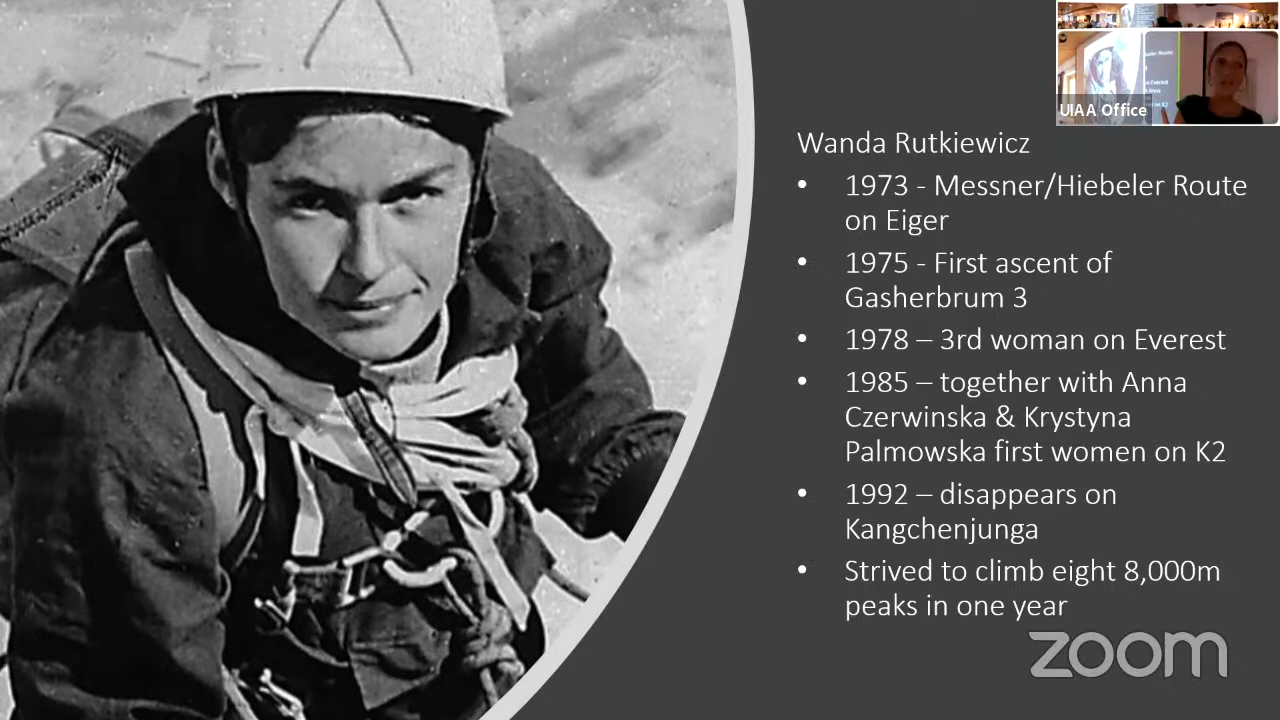 UIAA Office
Wanda Rutkiewicz
• 1973 - Messner/Hiebeler Route
on Eiger
• 1975 - First ascent of
Gasherbrum 3
• 1978 – 3rd woman on Everest
• 1985 – together with Anna
Czerwinska & Krystyna
Palmowska first women on K2
• 1992 – disappears on
Kangchenjunga
• Strived to climb eight 8,000m
peaks in one year
zoom